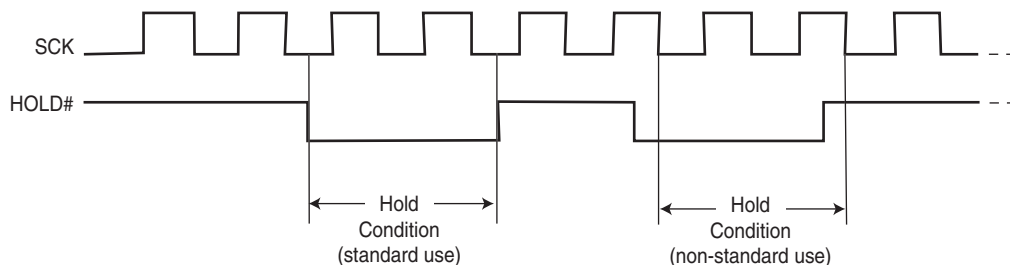 SCK
HOLD#
Hold
Condition
(standard use)
Hold
Condition
(non-standard use)